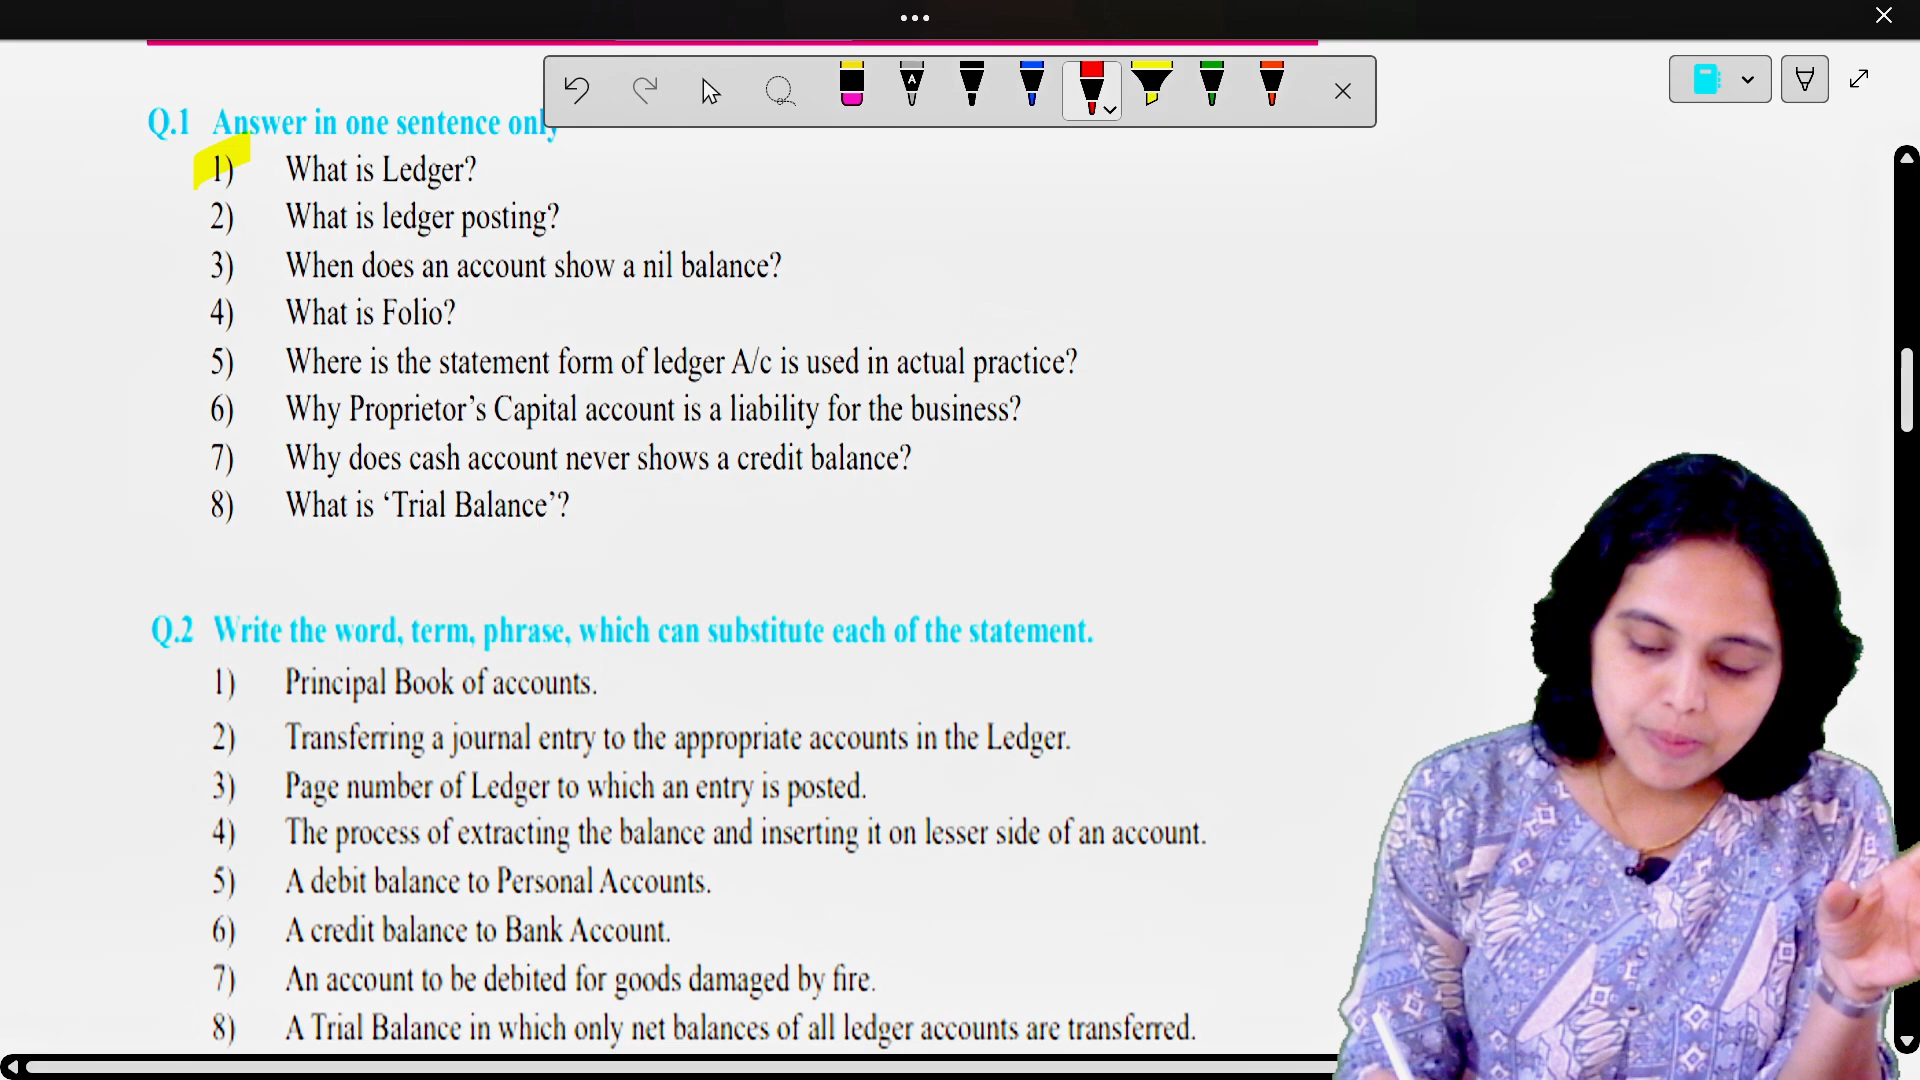 Q.1 Answer in one sentence only
1) What is Ledger?
2) What is ledger posting?
3) When does an account show a nil balance?
4) What is Folio?
5) Where is the statement form of ledger A/c is used in actual practice?
6) Why Proprietor’s Capital account is a liability for the business?
7) Why does cash account never shows a credit balance?
8) What is ‘Trial Balance’?
Q.2 Write the word, term, phrase, which can substitute each of the statement.
1) Principal Book of accounts.
2) Transferring a journal entry to the appropriate accounts in the Ledger.
3) Page number of Ledger to which an entry is posted.
4) The process of extracting the balance and inserting it on lesser side of an account.
5) A debit balance to Personal Accounts.
6) A credit balance to Bank Account.
7) An account to be debited for goods damaged by fire.
8) A Trial Balance in which only net balances of all ledger accounts are transferred.